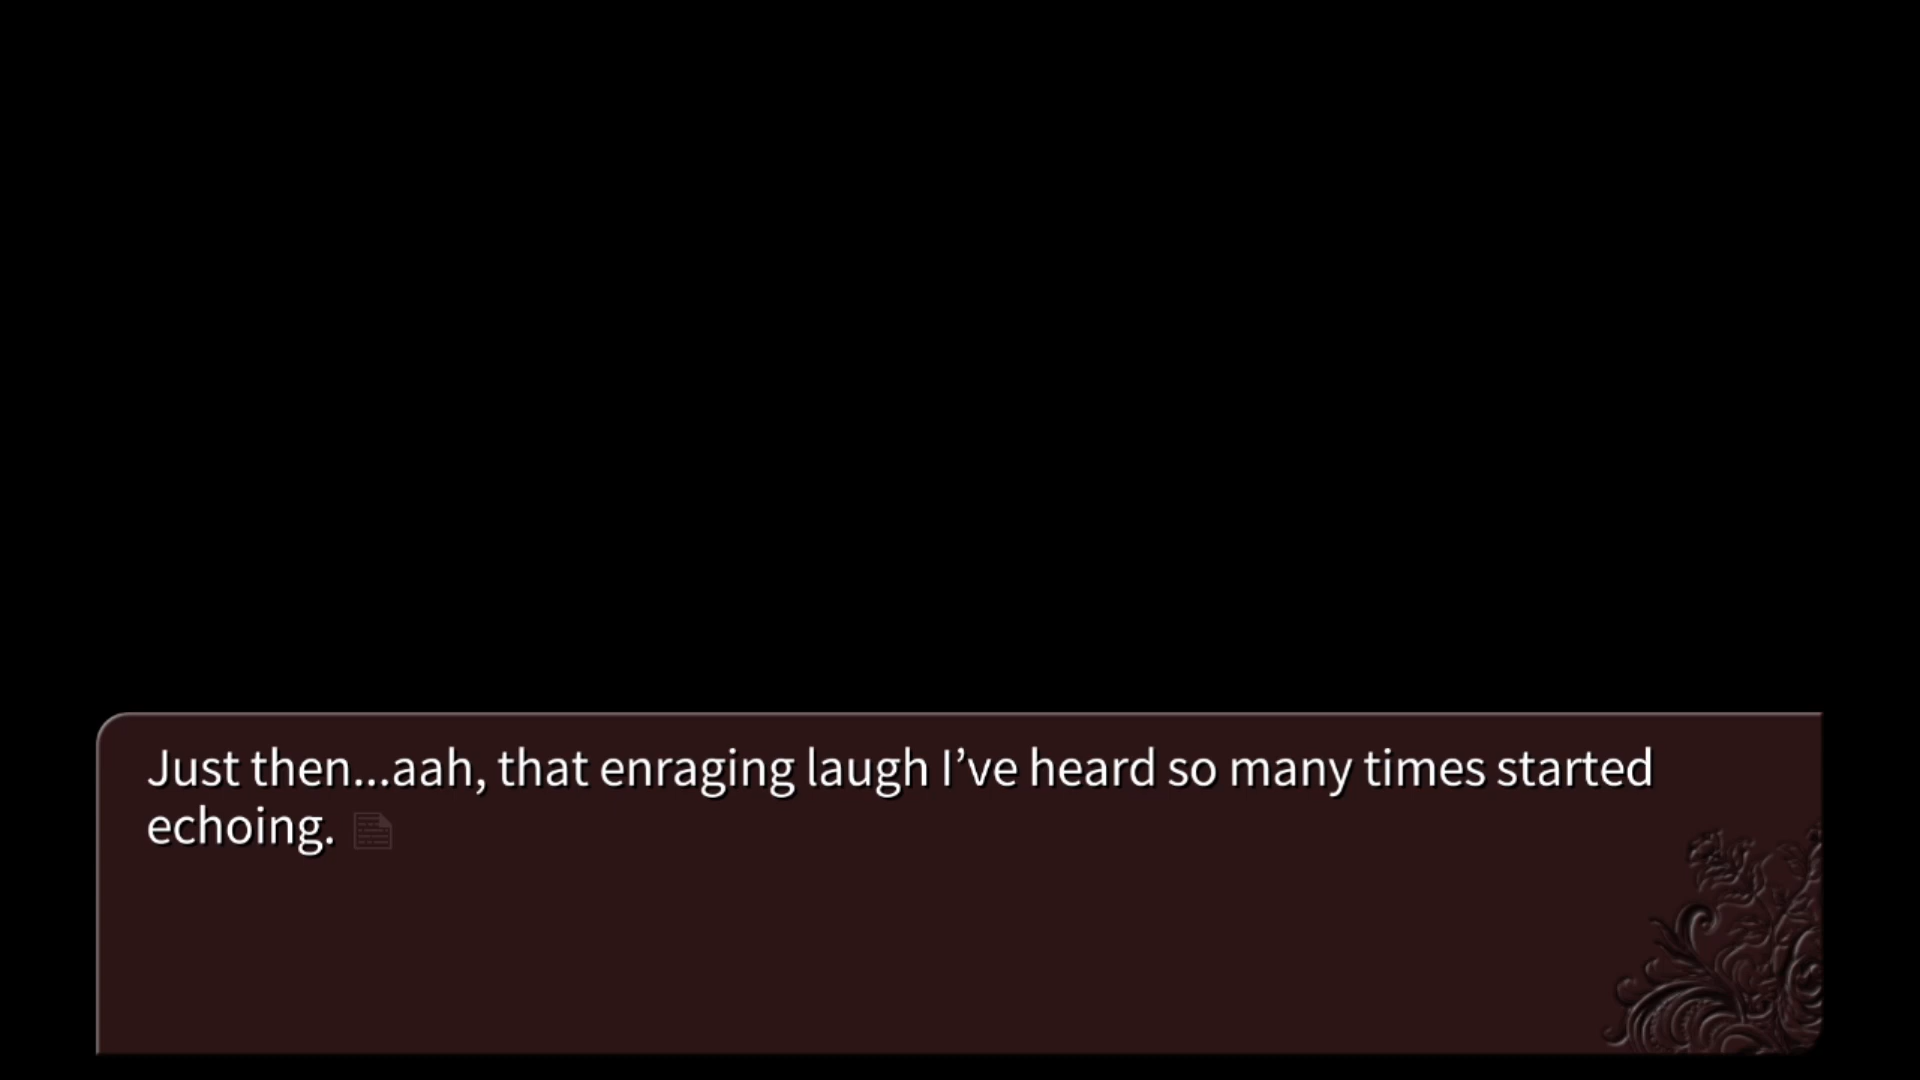 Just then...aah, that enraging laugh I’ve heard so many times started
echoing.